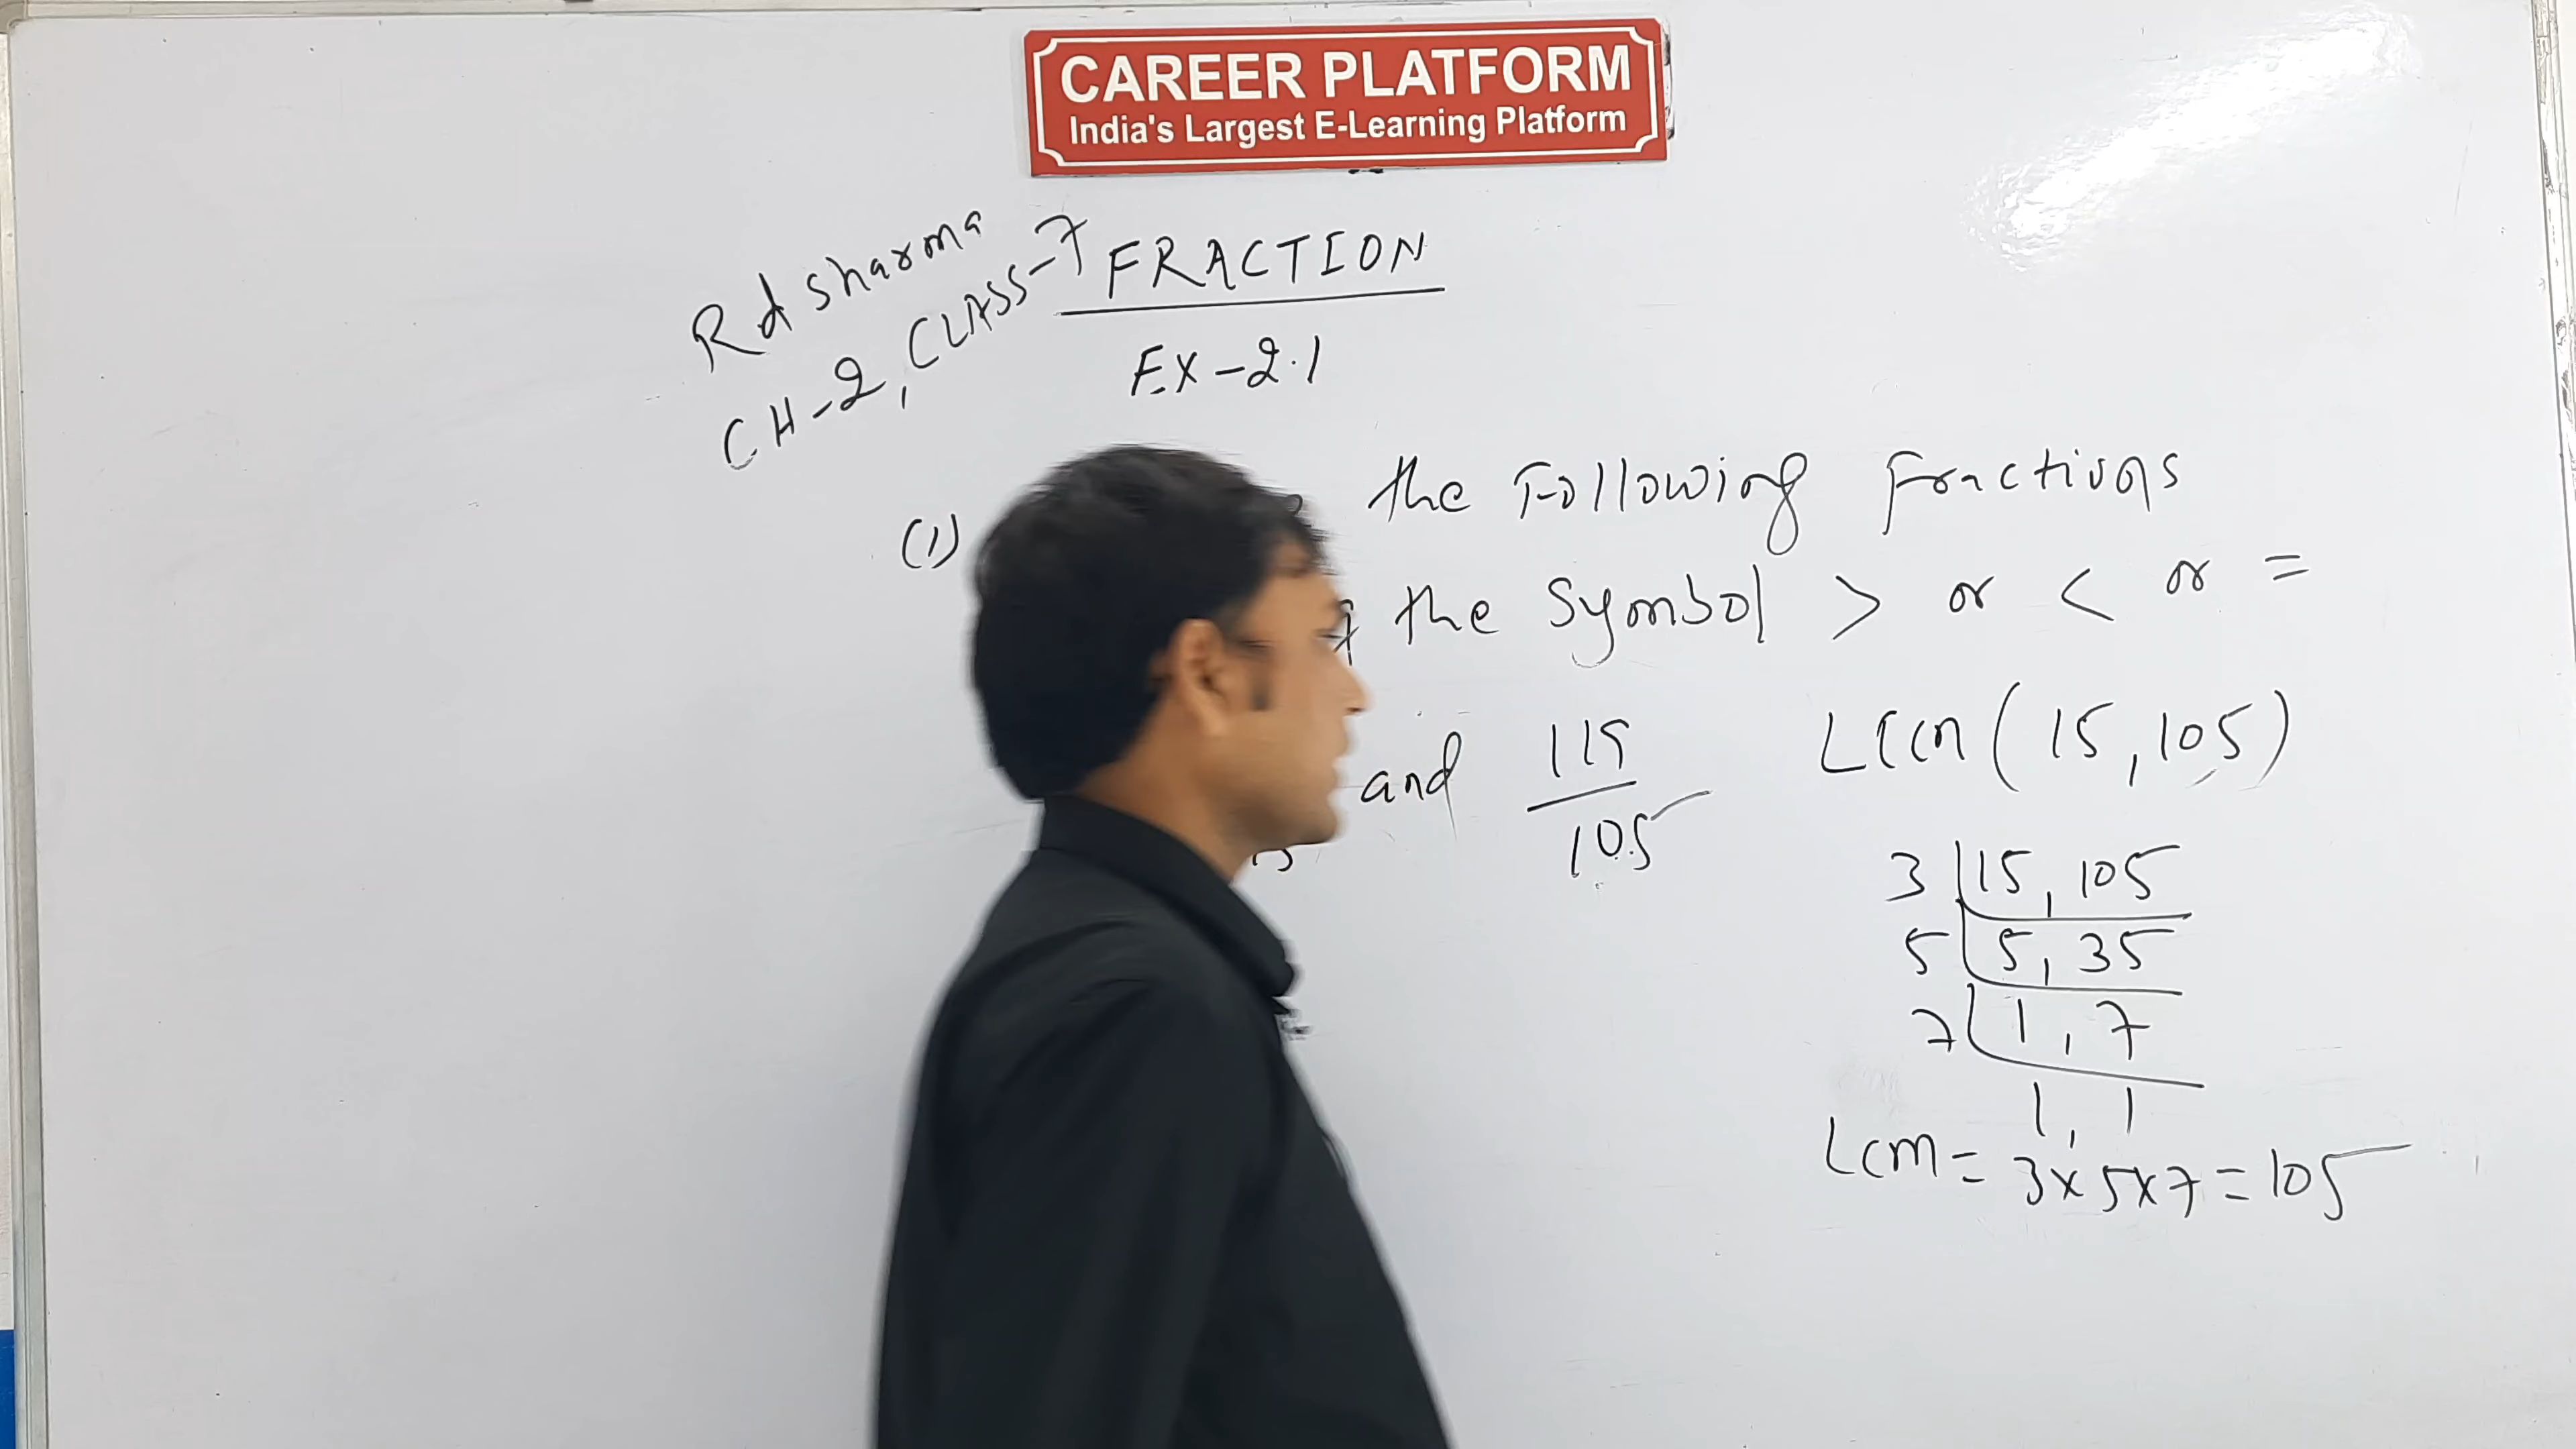 CAREER PLATFORM
India's Largest E-Learning Platform
Rd sharma
CH-2, CLASS-7
FRACTION
EX-2.1
(1) the Following Fractions
the Symbol > or < or =
and 119/105
LCM (15, 105)
3 | 15, 105
5 | 5, 35
7 | 1, 7
1, 1
LCM = 3x5x7 = 105